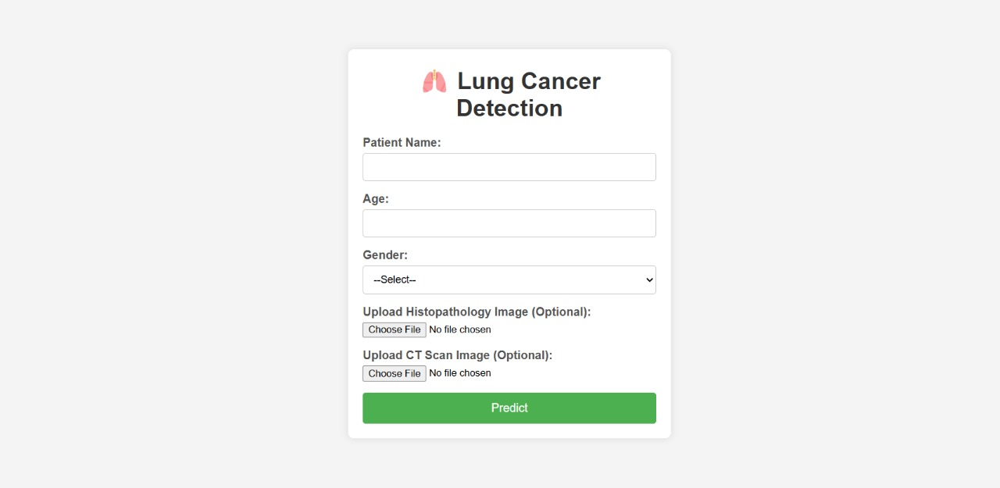 🫁 Lung Cancer
Detection
Patient Name:
Age:
Gender:
--Select--
Upload Histopathology Image (Optional):
Choose File No file chosen
Upload CT Scan Image (Optional):
Choose File No file chosen
Predict